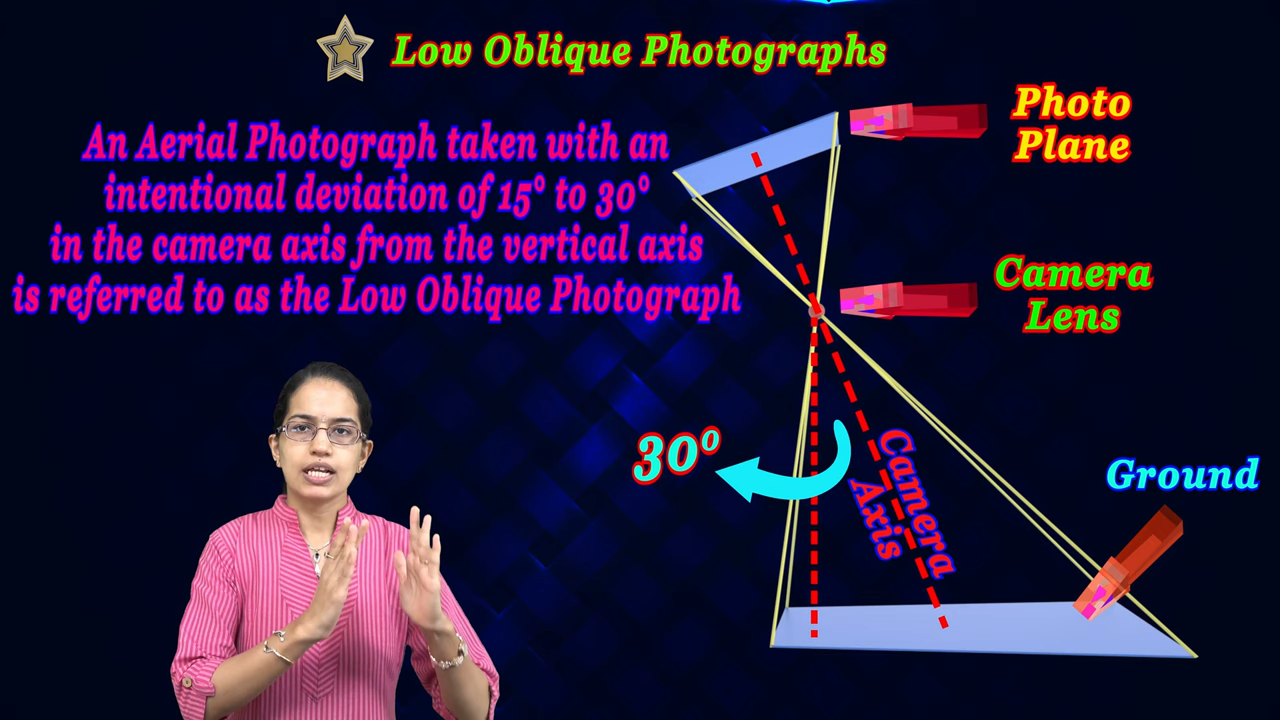 Low Oblique Photographs
An Aerial Photograph taken with an
intentional deviation of 15° to 30°
in the camera axis from the vertical axis
is referred to as the Low Oblique Photograph
Photo
Plane
Camera
Lens
30°
Camera
Axis
Ground